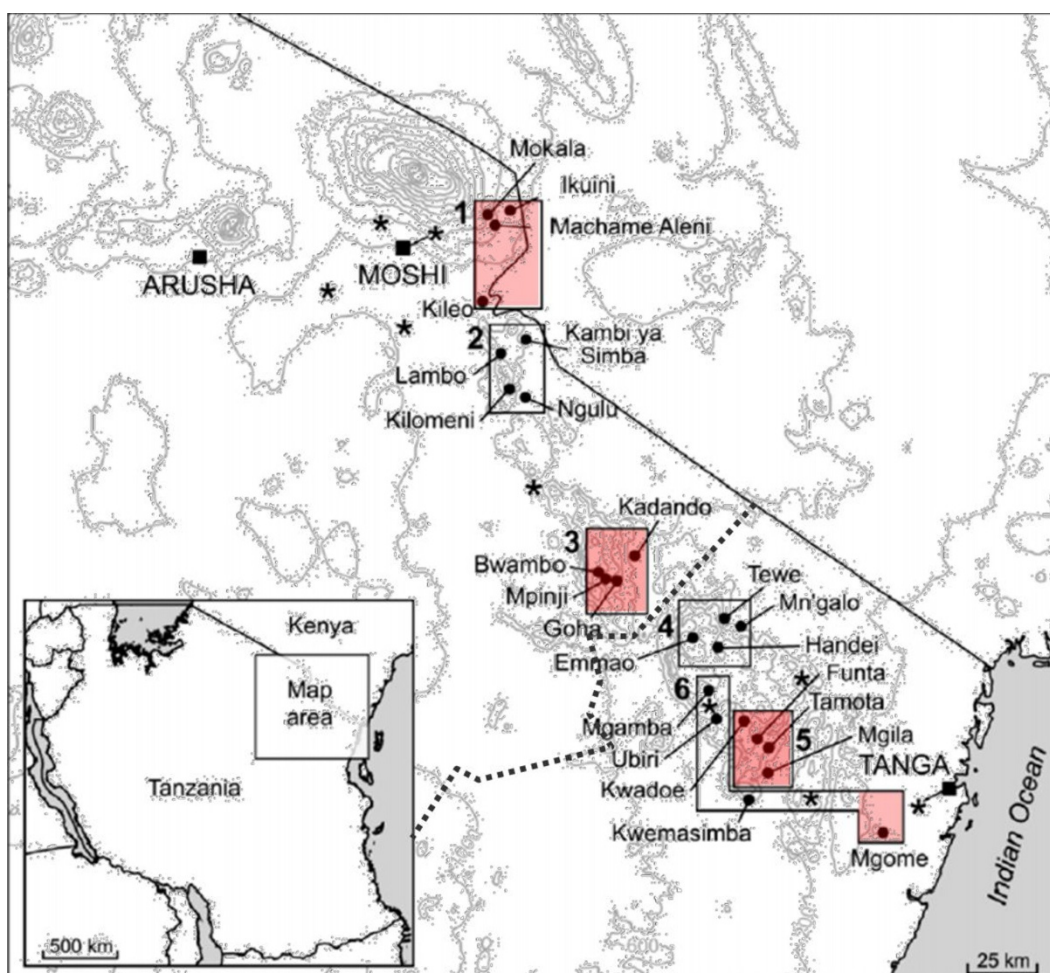 Mokala
Ikuini
1
Machame Aleni
ARUSHA
MOSHI
Kileo
2
Kambi ya
Simba
Lambo
Kilomeni
Ngulu
Kadando
3
Bwambo
Mpinji
Goha
Tewe
Mn'galo
4
Emmao
Handei
Funta
6
Tamota
Mgamba
5
Mgila
Ubiri
TANGA
Kwadoe
Kwemasimba
Mgome
Indian Ocean
25 km
Kenya
Map
area
Tanzania
500 km